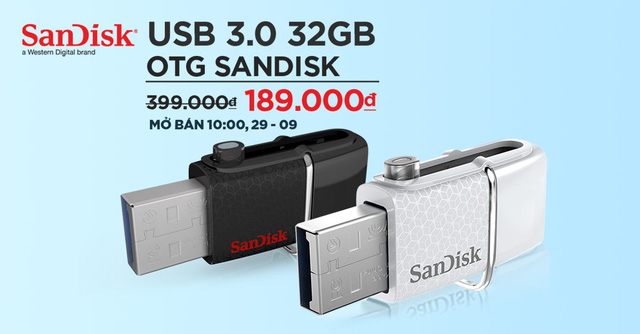 SanDisk®
a Western Digital brand
USB 3.0 32GB
OTG SANDISK
399.000đ 189.000đ
MỞ BÁN 10:00, 29 - 09
SanDisk
SanDisk